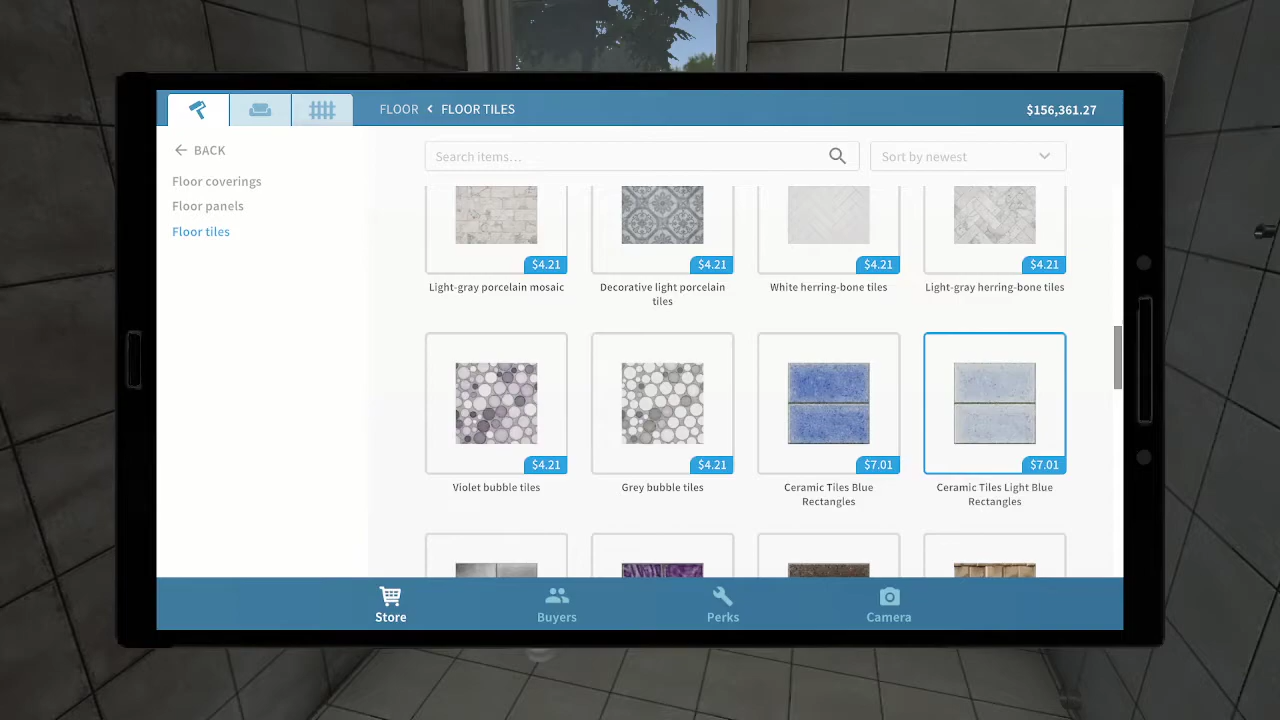 FLOOR < FLOOR TILES
$156,361.27
BACK
Floor coverings
Floor panels
Floor tiles
Search items...
Sort by newest
$4.21
$4.21
$4.21
$4.21
Light-gray porcelain mosaic
Decorative light porcelain
tiles
White herring-bone tiles
Light-gray herring-bone tiles
$4.21
$4.21
$7.01
$7.01
Violet bubble tiles
Grey bubble tiles
Ceramic Tiles Blue
Rectangles
Ceramic Tiles Light Blue
Rectangles
Store
Buyers
Perks
Camera